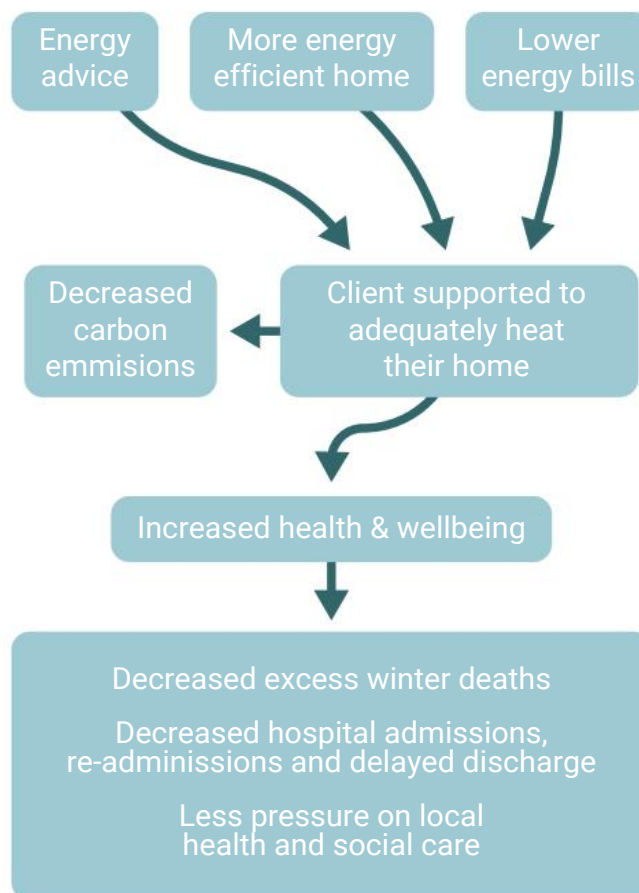 Energy
advice
More energy
efficient home
Lower
energy bills
Decreased
carbon
emmisions
Client supported to
adequately heat
their home
Increased health & wellbeing
Decreased excess winter deaths
Decreased hospital admissions,
re-adminissions and delayed discharge
Less pressure on local
health and social care